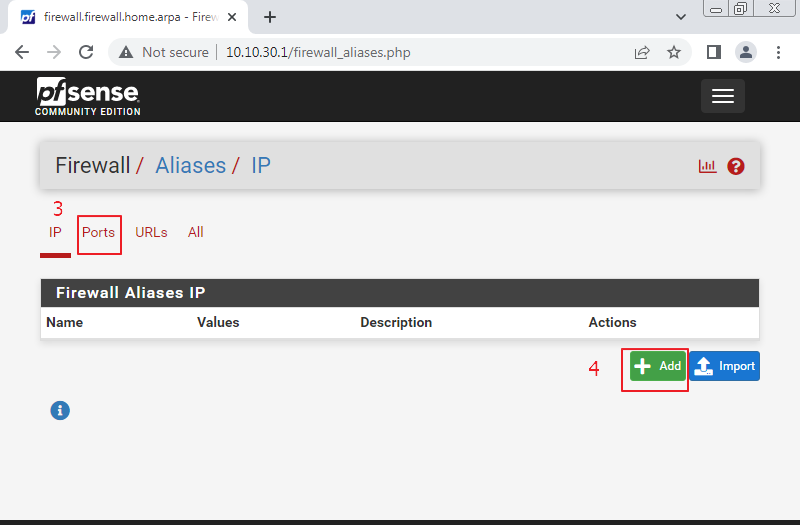 firewall.firewall.home.arpa - Firew
Not secure 10.10.30.1/firewall_aliases.php
pfsense
COMMUNITY EDITION
Firewall / Aliases / IP
3
IP Ports URLs All
Firewall Aliases IP
Name Values Description Actions
4 Add Import